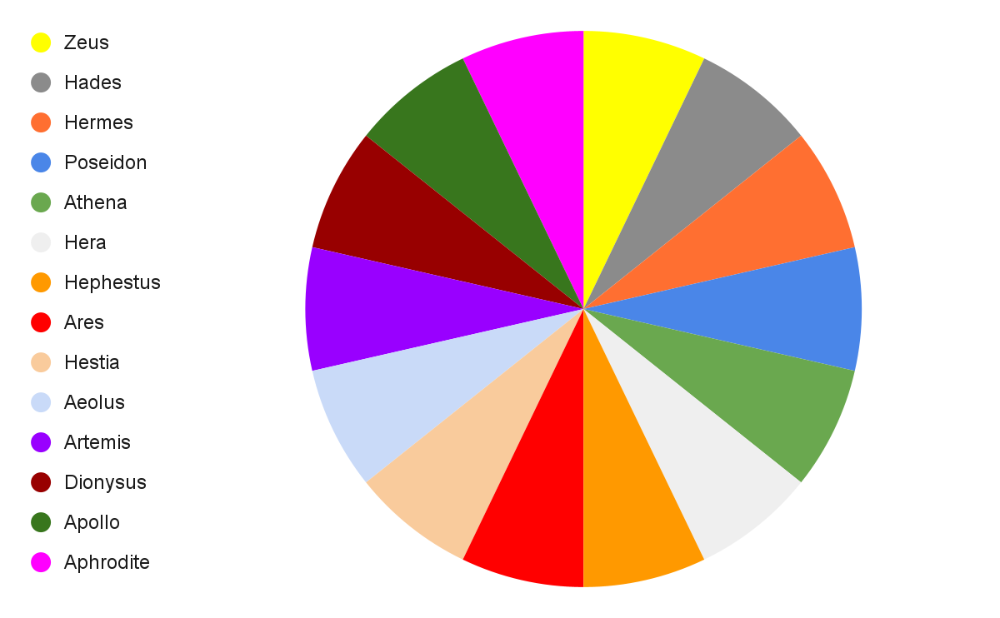 Zeus
Hades
Hermes
Poseidon
Athena
Hera
Hephestus
Ares
Hestia
Aeolus
Artemis
Dionysus
Apollo
Aphrodite